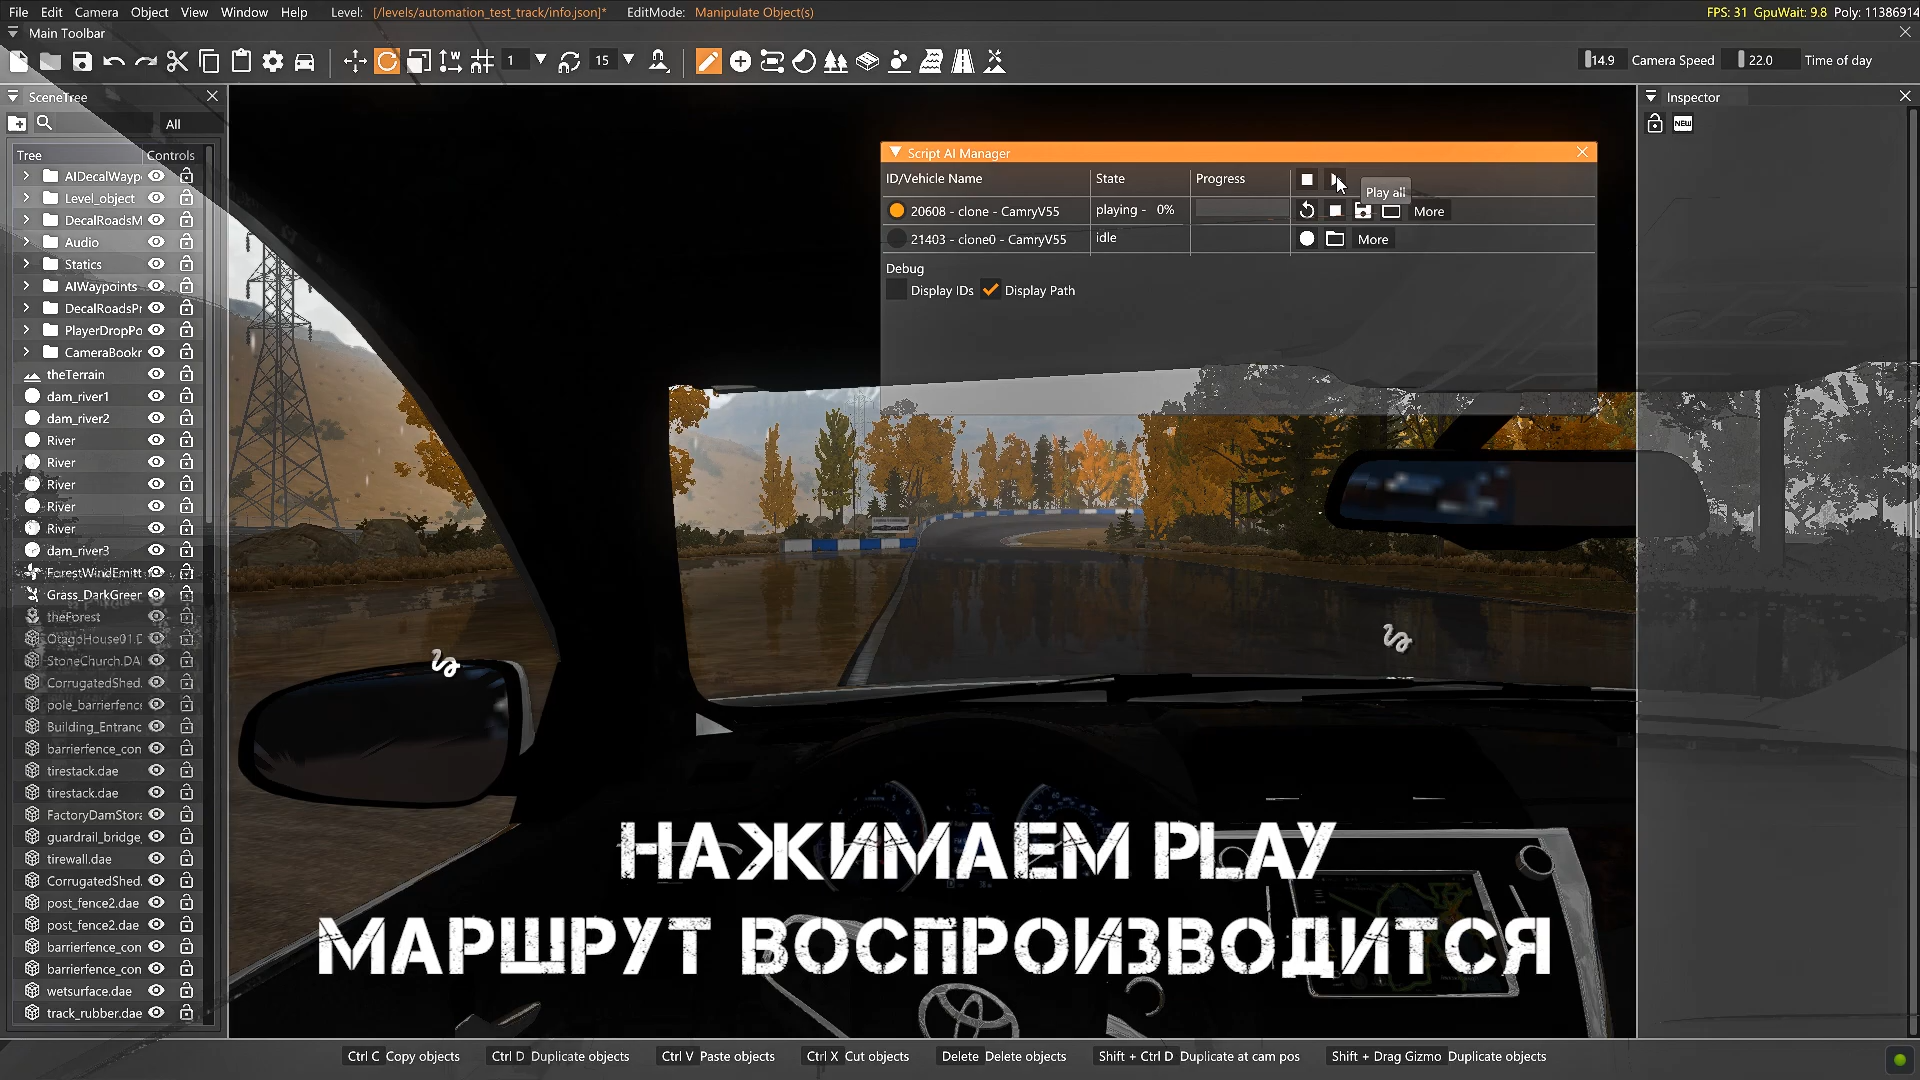 File Edit Camera Object View Window Help Level: [/levels/automation_test_track/info.json]* EditMode: Manipulate Object(s) FPS: 31 GpuWait: 9.8 Poly: 11386914
Main Toolbar
1 15 14.9 Camera Speed 22.0 Time of day
SceneTree
All
Tree Controls
AIDecalWayp
Level_object
DecalRoadsM
Audio
Statics
AIWaypoints
DecalRoadsPr
PlayerDropPo
CameraBookr
theTerrain
dam_river1
dam_river2
River
River
River
River
River
dam_river3
ForestWindEmitt
Grass_DarkGreer
theForest
OtagoHouse01.D
StoneChurch.DA
CorrugatedShed.
pole_barrierfence
Building_Entranc
barrierfence_con
tirestack.dae
tirestack.dae
FactoryDamStora
guardrail_bridge_
tirewall.dae
CorrugatedShed.
post_fence2.dae
post_fence2.dae
barrierfence_con
barrierfence_con
wetsurface.dae
track_rubber.dae
Script AI Manager
ID/Vehicle Name State Progress
Play all
20608 - clone - CamryV55 playing - 0% More
21403 - clone0 - CamryV55 idle More
Debug
Display IDs Display Path
Inspector
NEW
НАЖИМАЕМ PLAY
МАРШРУТ ВОСПРОИЗВОДИТСЯ
Ctrl C Copy objects Ctrl D Duplicate objects Ctrl V Paste objects Ctrl X Cut objects Delete Delete objects Shift + Ctrl D Duplicate at cam pos Shift + Drag Gizmo Duplicate objects